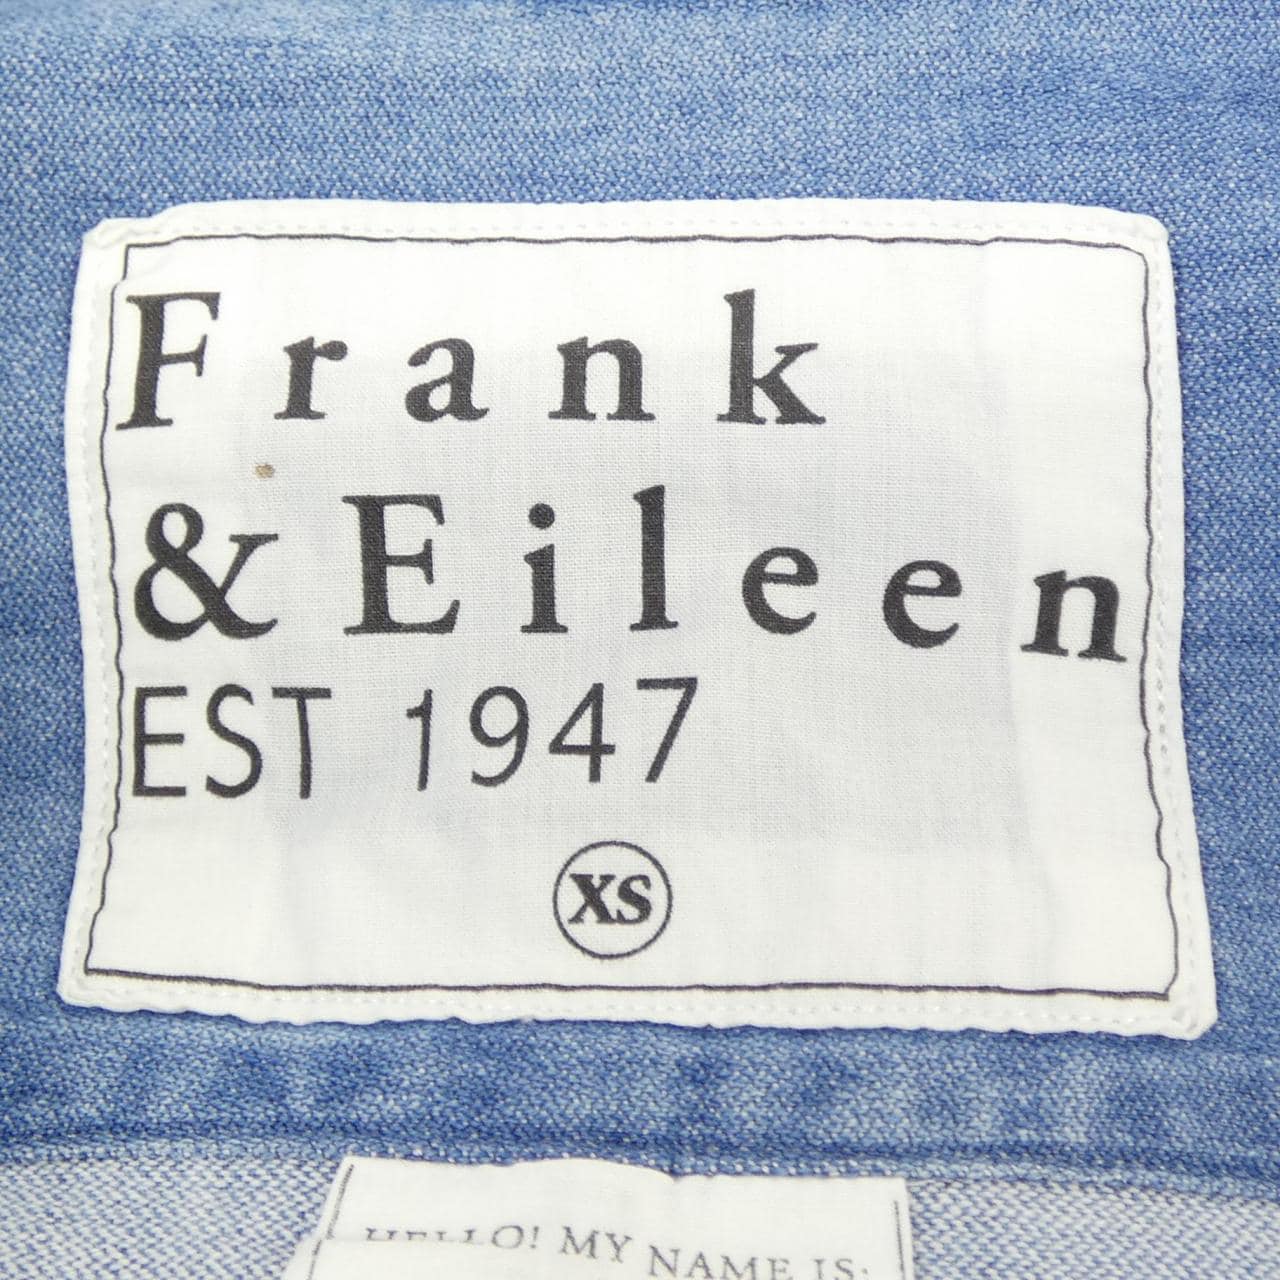 Frank
& Eileen
EST 1947
XS
HELLO! MY NAME IS: